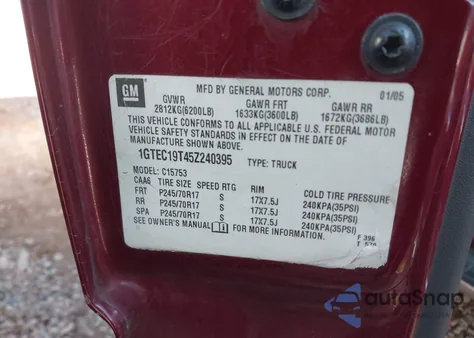 GM MFD BY GENERAL MOTORS CORP. 01/05
GVWR GAWR FRT GAWR RR
2812KG(6200LB) 1633KG(3600LB) 1672KG(3686LB)
THIS VEHICLE CONFORMS TO ALL APPLICABLE U.S. FEDERAL MOTOR
VEHICLE SAFETY STANDARDS IN EFFECT ON THE DATE OF
MANUFACTURE SHOWN ABOVE.
1GTEC19T45Z240395 TYPE: TRUCK
MODEL: C15753
CAA6 TIRE SIZE SPEED RTG RIM COLD TIRE PRESSURE
FRT P245/70R17 S 17X7.5J 240KPA(35PSI)
RR P245/70R17 S 17X7.5J 240KPA(35PSI)
SPA P245/70R17 S 17X7.5J 240KPA(35PSI)
SEE OWNER'S MANUAL FOR MORE INFORMATION.
F 396
T 520
autoSnap